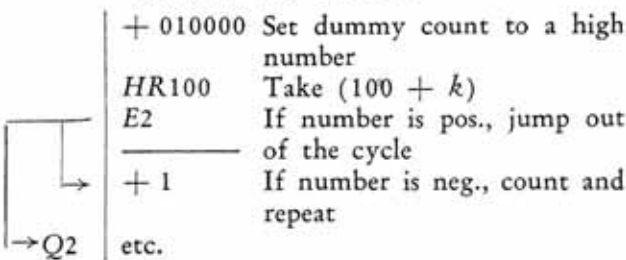 + 010000 Set dummy count to a high
number
HR100 Take (100 + k)
E2 If number is pos., jump out
of the cycle
+ 1 If number is neg., count and
repeat
→Q2 etc.